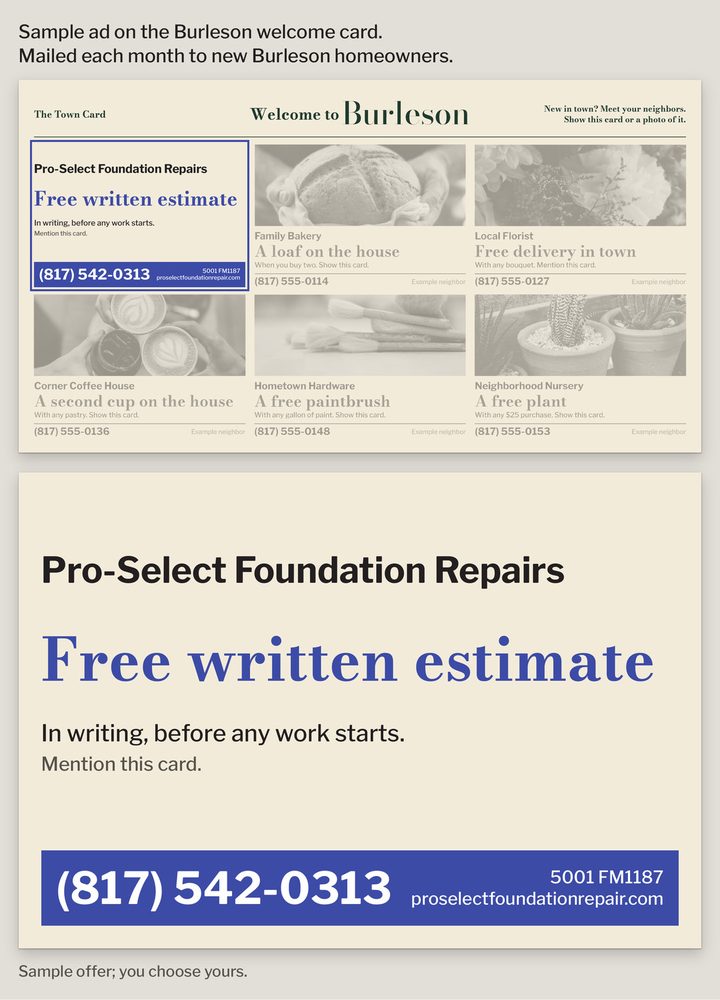 Sample ad on the Burleson welcome card.
Mailed each month to new Burleson homeowners.
The Town Card
Welcome to Burleson
New in town? Meet your neighbors.
Show this card or a photo of it.
Pro-Select Foundation Repairs
Free written estimate
In writing, before any work starts.
Mention this card.
(817) 542-0313
5001 FM1187
proselectfoundationrepair.com
Family Bakery
A loaf on the house
When you buy two. Show this card.
(817) 555-0114
Example neighbor
Local Florist
Free delivery in town
With any bouquet. Mention this card.
(817) 555-0127
Example neighbor
Corner Coffee House
A second cup on the house
With any pastry. Show this card.
(817) 555-0136
Example neighbor
Hometown Hardware
A free paintbrush
With any gallon of paint. Show this card.
(817) 555-0148
Example neighbor
Neighborhood Nursery
A free plant
With any $25 purchase. Show this card.
(817) 555-0153
Example neighbor
Pro-Select Foundation Repairs
Free written estimate
In writing, before any work starts.
Mention this card.
(817) 542-0313
5001 FM1187
proselectfoundationrepair.com
Sample offer; you choose yours.